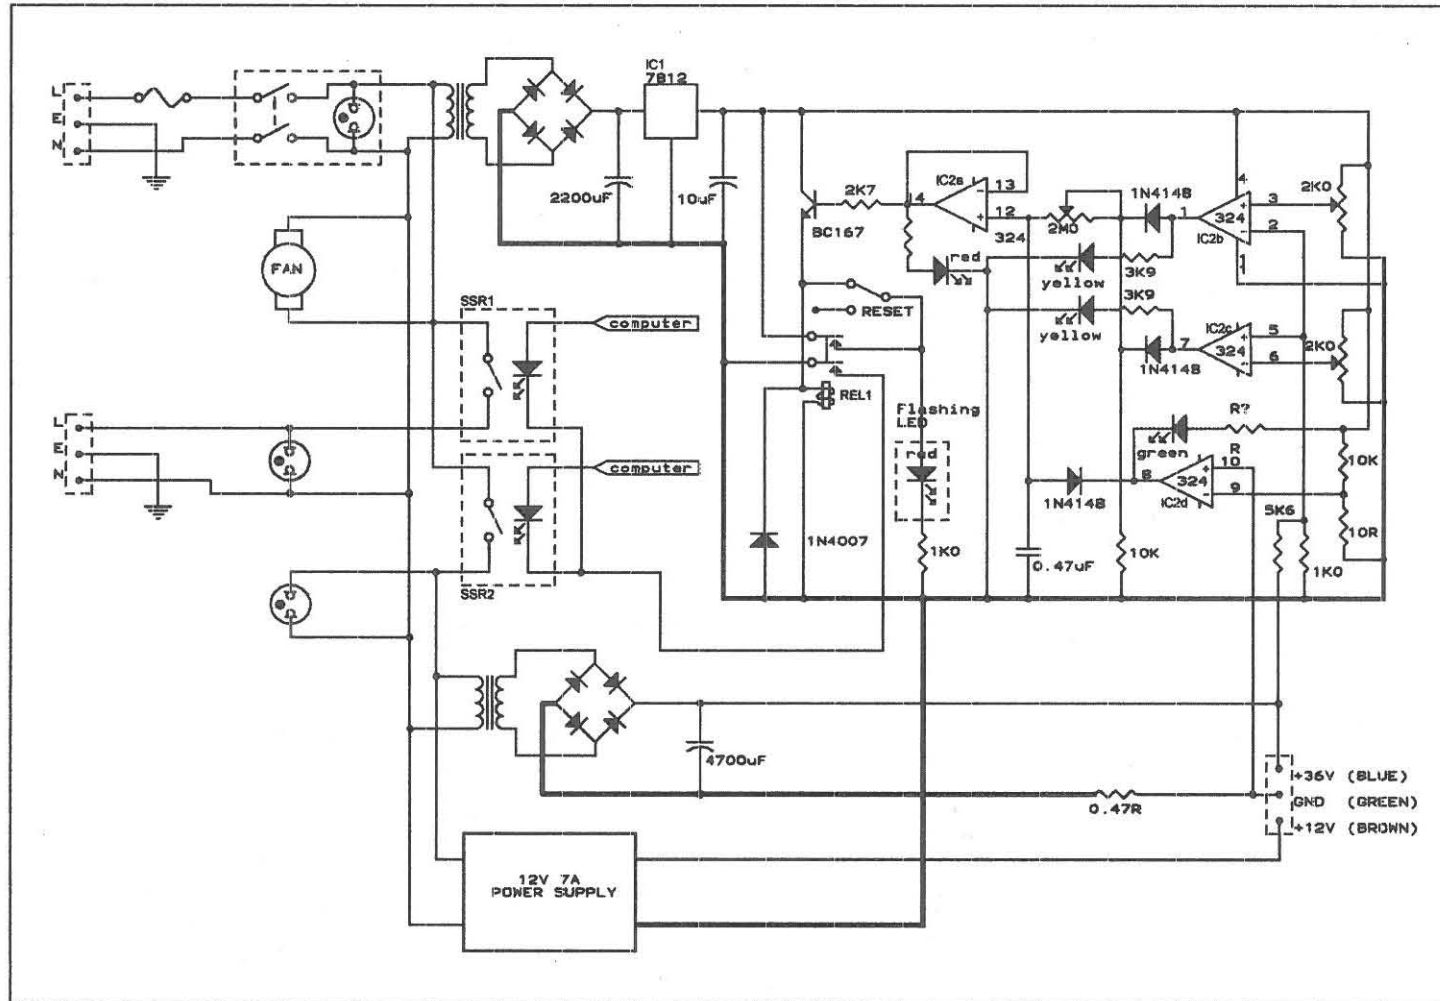 IC1
7812
L
E
N
2200uF
10uF
2K7
BC167
4
IC2a
13
12
324
2M0
1N4148
1
4
324
IC2b
3
2
1
2K0
red
yellow
3K9
3K9
yellow
RESET
FAN
SSR1
computer
7
1N4148
IC2c
324
5
6
2K0
REL1
Flashing
LED
red
R?
green
R
10
8
324
9
IC2d
10K
1N4148
5K6
10R
L
E
N
computer
1N4007
1K0
0.47uF
10K
1K0
SSR2
4700uF
0.47R
+36V (BLUE)
GND (GREEN)
+12V (BROWN)
12V 7A
POWER SUPPLY